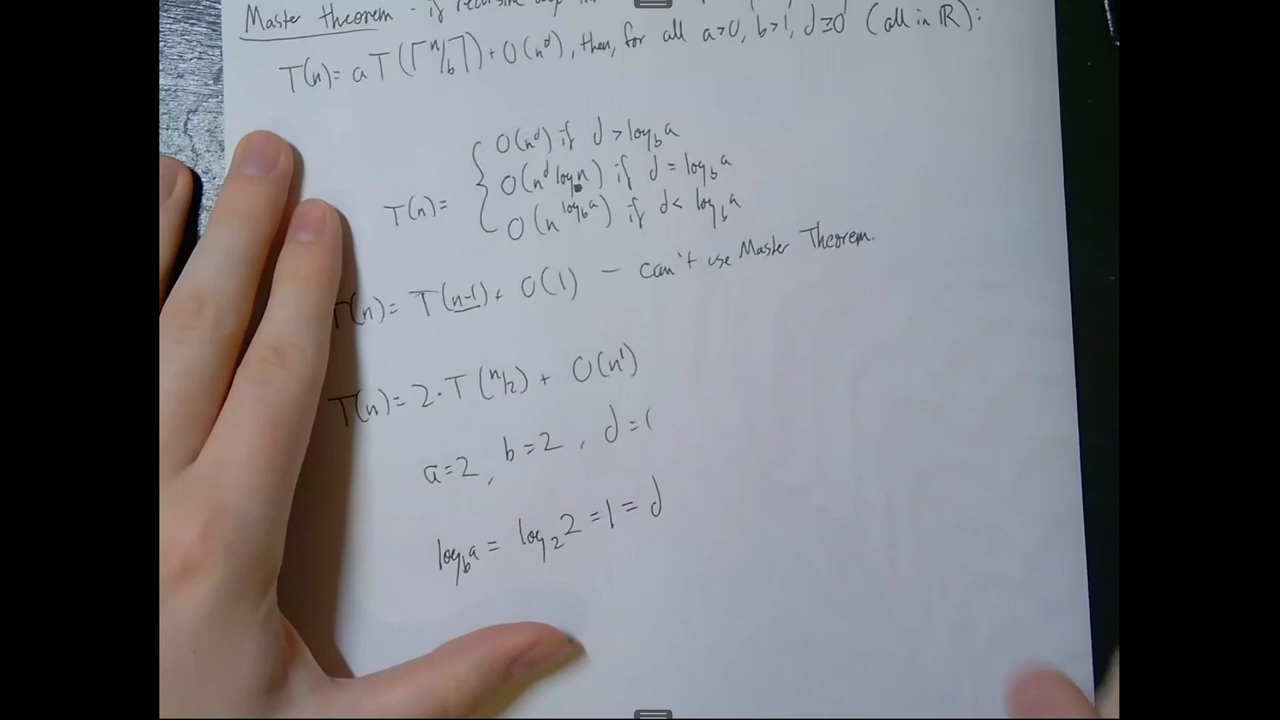 Master theorem - if recursive
T(n) = a T(⌈n/b⌉) + O(n^d), then, for all a>0, b>1, d≥0 (all in ℝ):
O(n^d) if d > log_b a
O(n^d log n) if d = log_b a
T(n) =
O(n^{log_b a}) if d < log_b a
T(n) = T(n-1) + O(1) — can't use Master Theorem.
T(n) = 2·T(n/2) + O(n^1)
a=2, b=2, d=1
log_b a = log_2 2 = 1 = d